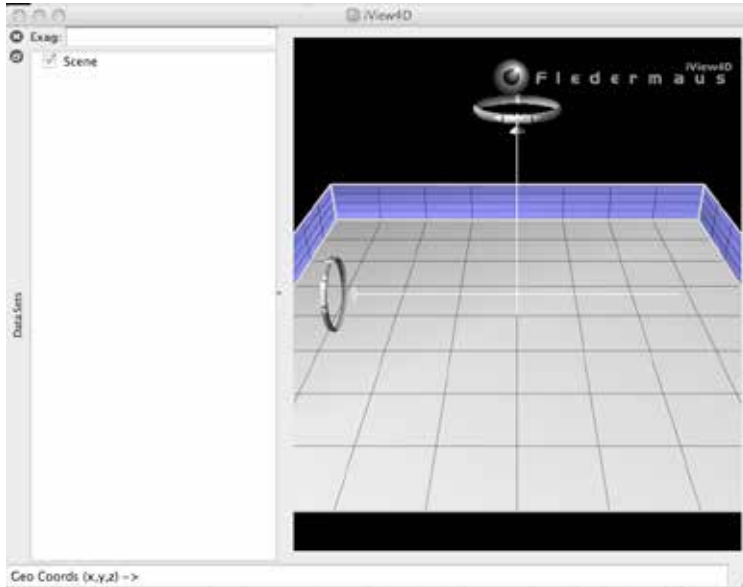 iView4D
Exag:
Scene
iView4D
Fledermaus
Data Sets
Geo Coords (x,y,z) ->